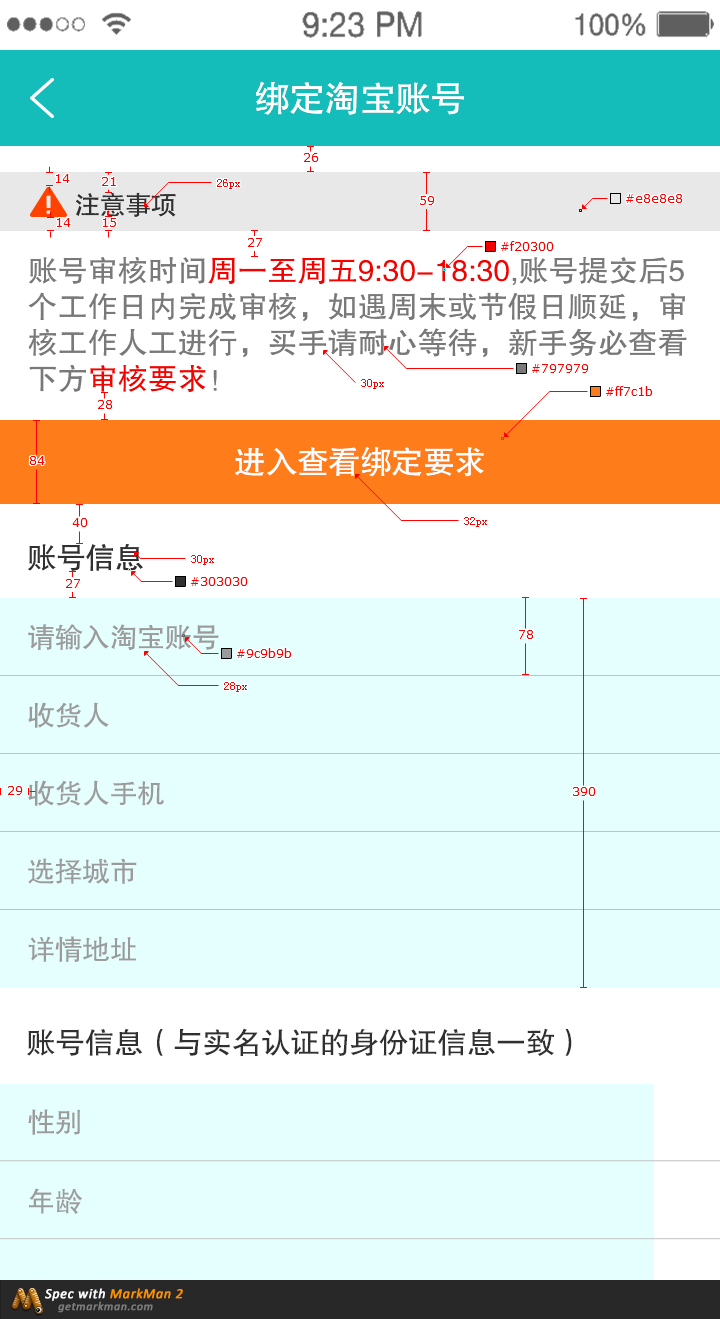 9:23 PM 100%
绑定淘宝账号
26
14 21 26px 59 #e8e8e8
注意事项
14 15
27 #f20300
账号审核时间周一至周五9:30-18:30,账号提交后5
个工作日内完成审核，如遇周末或节假日顺延，审
核工作人工进行，买手请耐心等待，新手务必查看
#797979
下方审核要求！
30px
28 #ff7c1b
84
进入查看绑定要求
40 32px
账号信息
30px
27 #303030
请输入淘宝账号
78
#9c9b9b
28px
收货人
29 收货人手机 390
选择城市
详情地址
账号信息（与实名认证的身份证信息一致）
性别
年龄
Spec with MarkMan 2
getmarkman.com